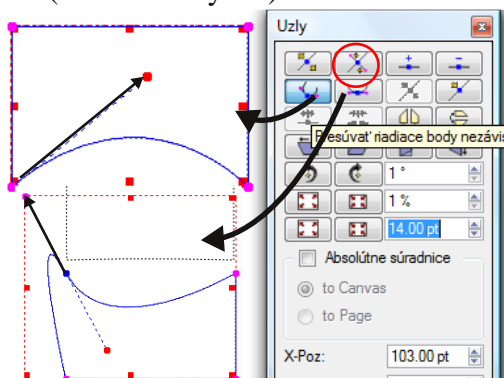 Uzly
Presúvať riadiace body nezávis
1 °
1 %
14.00 pt
Absolútne súradnice
to Canvas
to Page
X-Poz:
103.00 pt